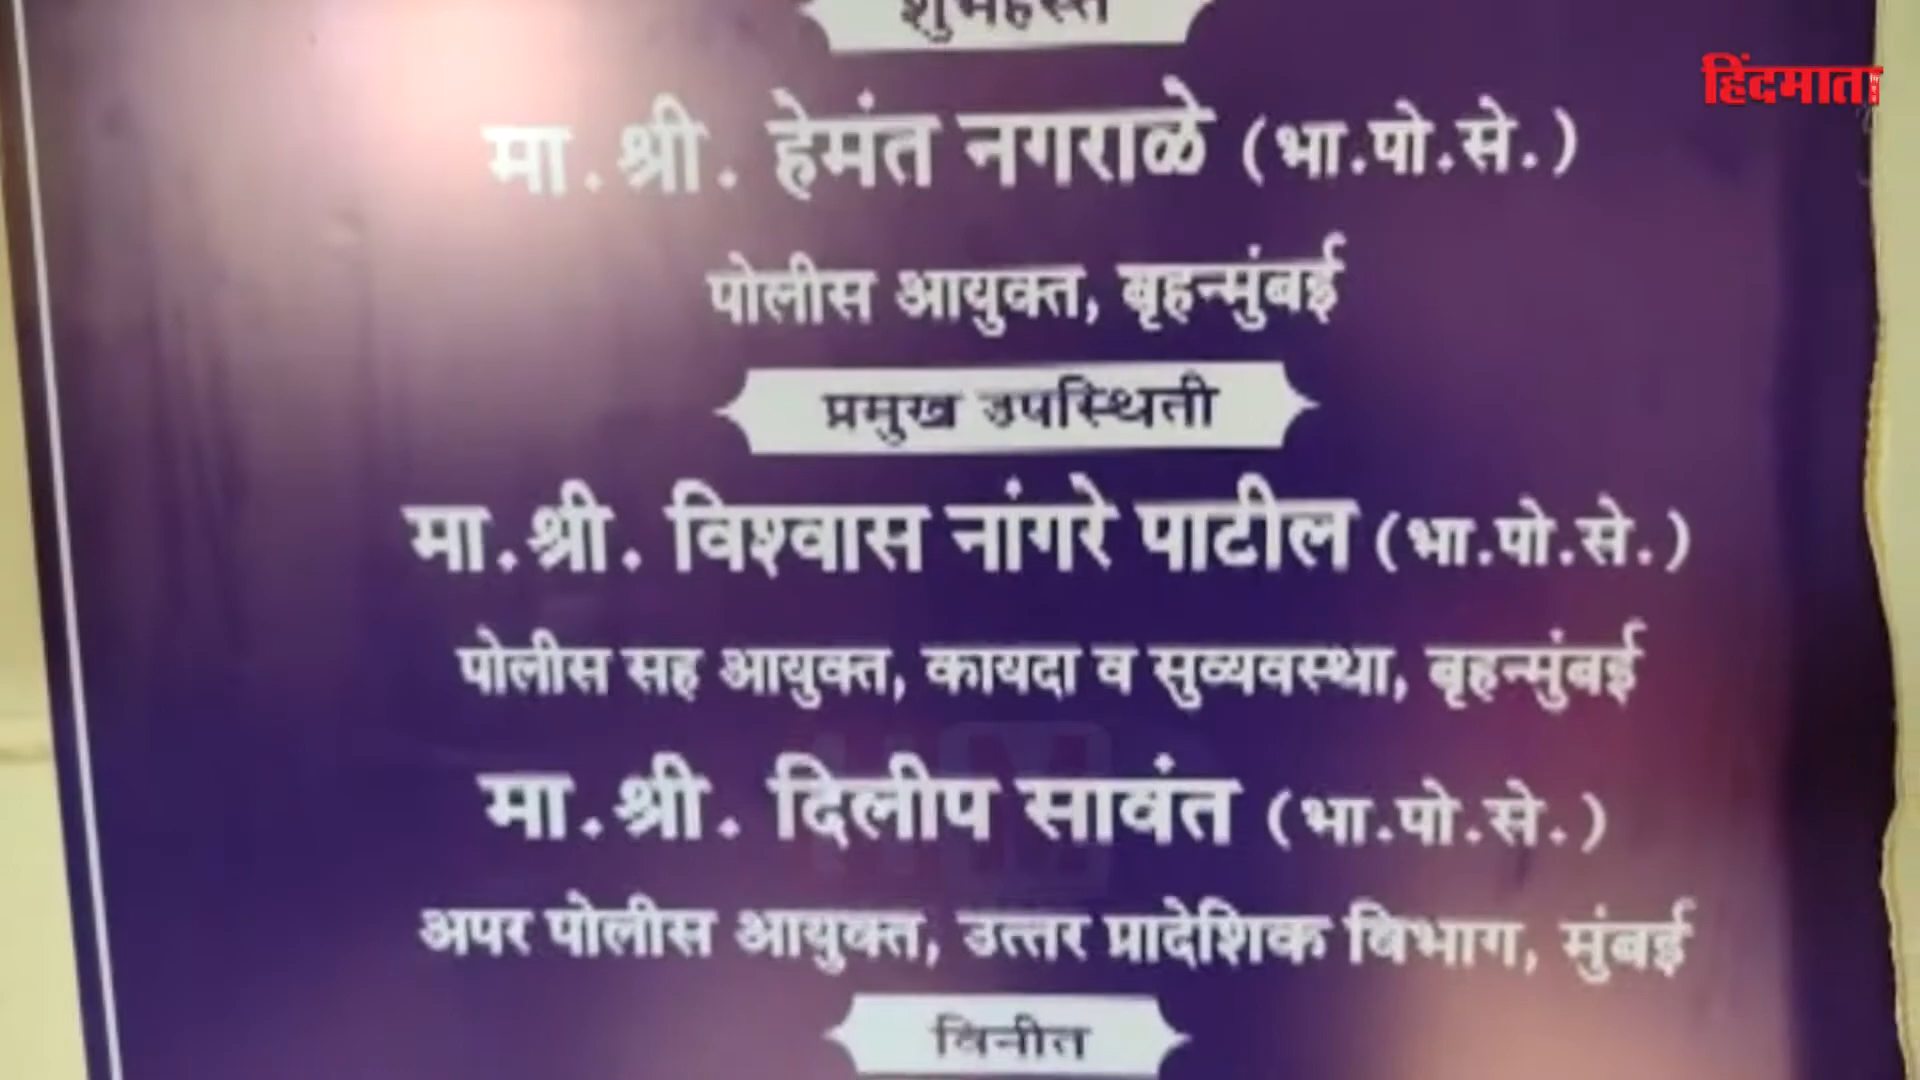 शुभहस्ते
हिंदमाता
मा. श्री. हेमंत नगराळे (भा.पो.से.)
पोलीस आयुक्त, बृहन्मुंबई
प्रमुख उपस्थिती
मा. श्री. विश्वास नांगरे पाटील (भा.पो.से.)
पोलीस सह आयुक्त, कायदा व सुव्यवस्था, बृहन्मुंबई
मा. श्री. दिलीप सावंत (भा.पो.से.)
अपर पोलीस आयुक्त, उत्तर प्रादेशिक विभाग, मुंबई
विनीत